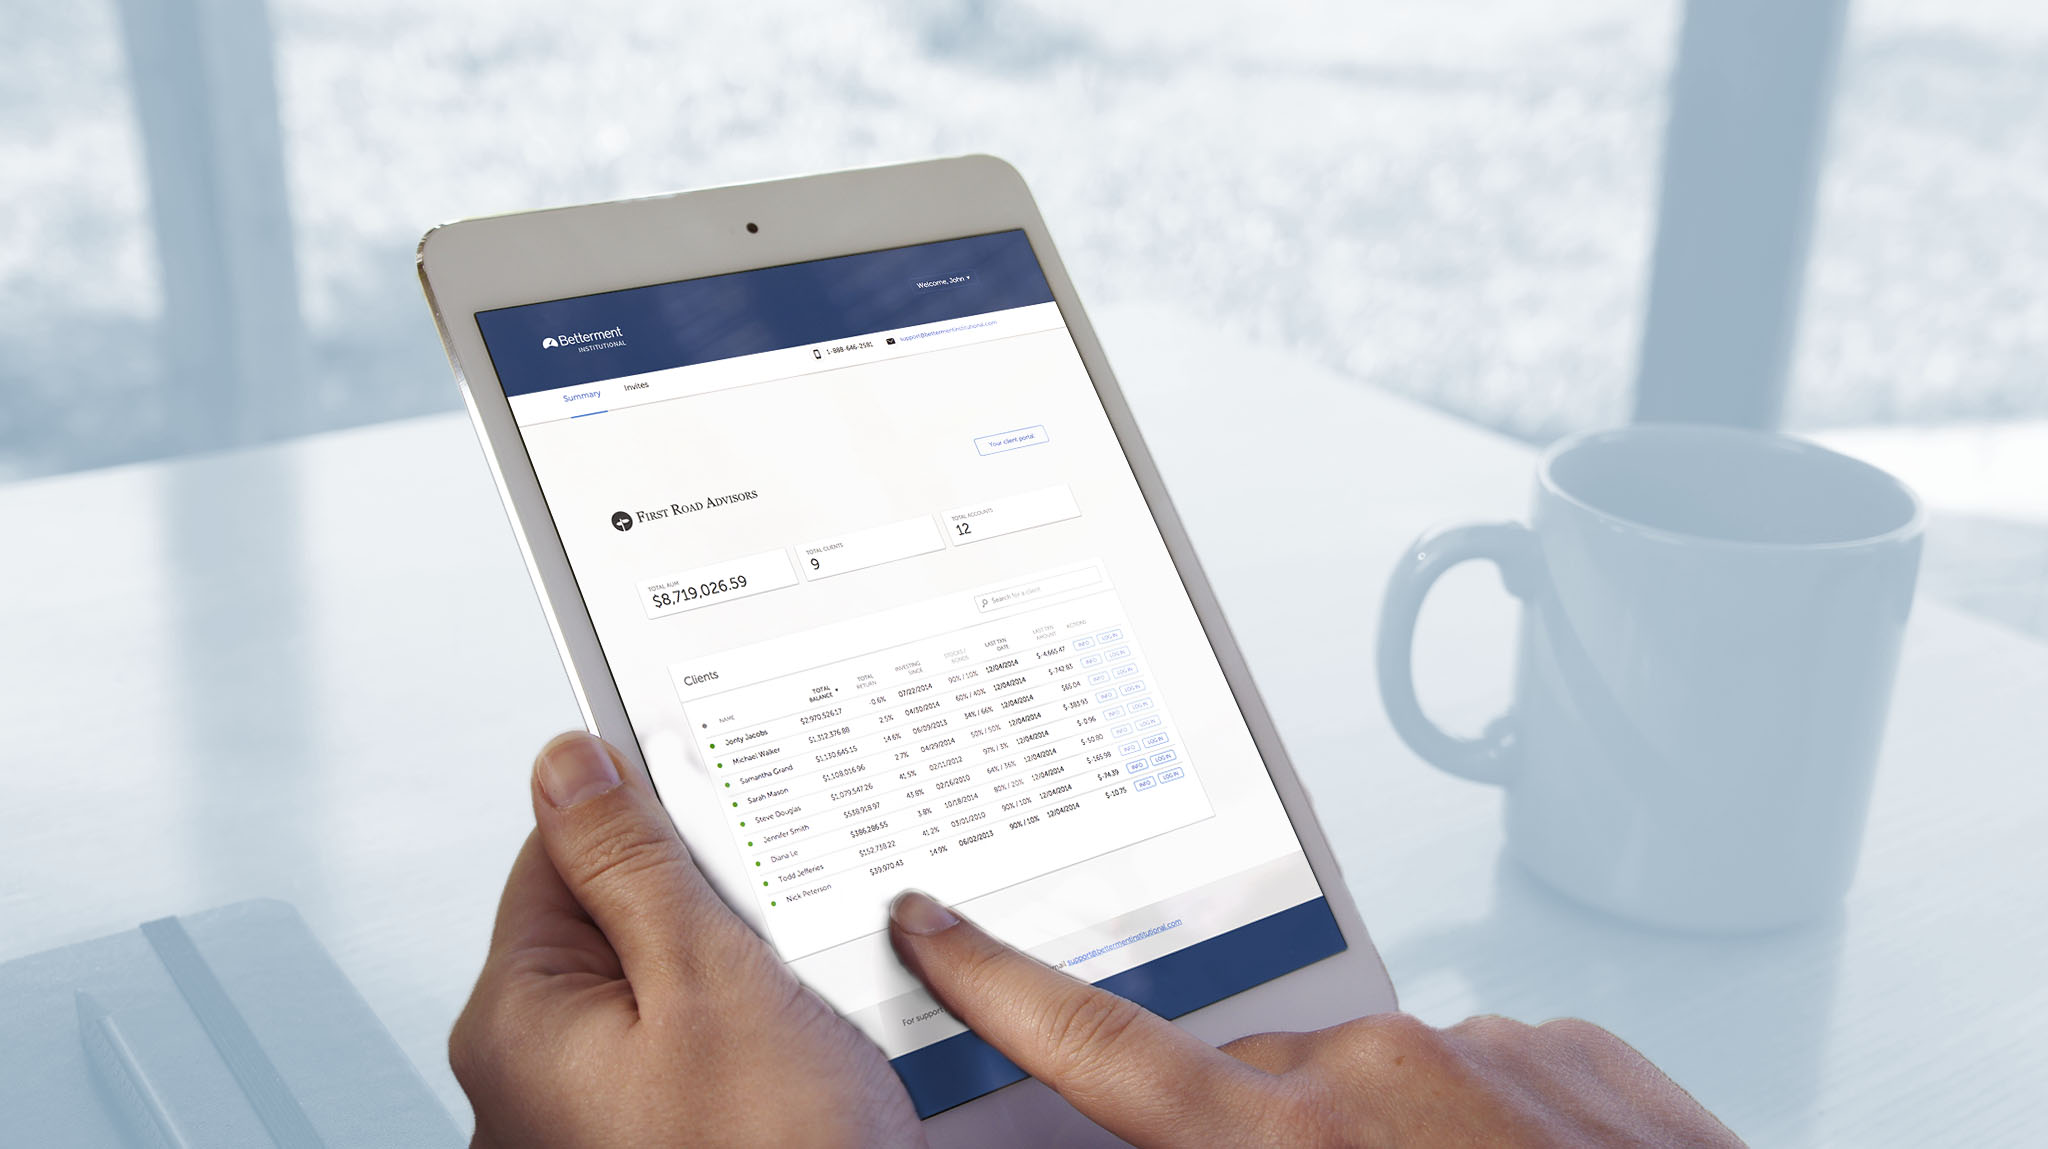 Betterment
INSTITUTIONAL
Welcome, John
Summary
Invites
1-888-646-2581
support@bettermentinstitutional.com
Your client portal
FIRST ROAD ADVISORS
TOTAL AUM
$8,719,026.59
TOTAL CLIENTS
9
TOTAL ACCOUNTS
12
Clients
Search for a client
NAME TOTAL BALANCE TOTAL RETURN INVESTING SINCE STOCKS / BONDS LAST TXN DATE LAST TXN AMOUNT ACTIONS
Jonty Jacobs $2,970,526.17 -0.6% 07/22/2014 90% / 10% 12/04/2014 $-4,665.47 INFO LOG IN
Michael Walker $1,312,376.88 2.5% 04/30/2014 60% / 40% 12/04/2014 $-742.83 INFO LOG IN
Samantha Grand $1,130,645.15 14.6% 06/09/2013 34% / 66% 12/04/2014 $65.04 INFO LOG IN
Sarah Mason $1,108,016.96 2.7% 04/29/2014 50% / 50% 12/04/2014 $-383.93 INFO LOG IN
Steve Douglas $1,079,547.26 41.5% 02/11/2012 97% / 3% 12/04/2014 $-0.96 INFO LOG IN
Jennifer Smith $538,918.97 43.8% 02/16/2010 64% / 36% 12/04/2014 $-50.80 INFO LOG IN
Diana Le $386,286.55 3.8% 10/18/2014 80% / 20% 12/04/2014 $-165.98 INFO LOG IN
Todd Jefferies $152,738.22 41.2% 03/01/2010 90% / 10% 12/04/2014 $-74.39 INFO LOG IN
Nick Peterson $39,970.43 14.9% 06/02/2013 90% / 10% 12/04/2014 $-10.75 INFO LOG IN
For support support@bettermentinstitutional.com